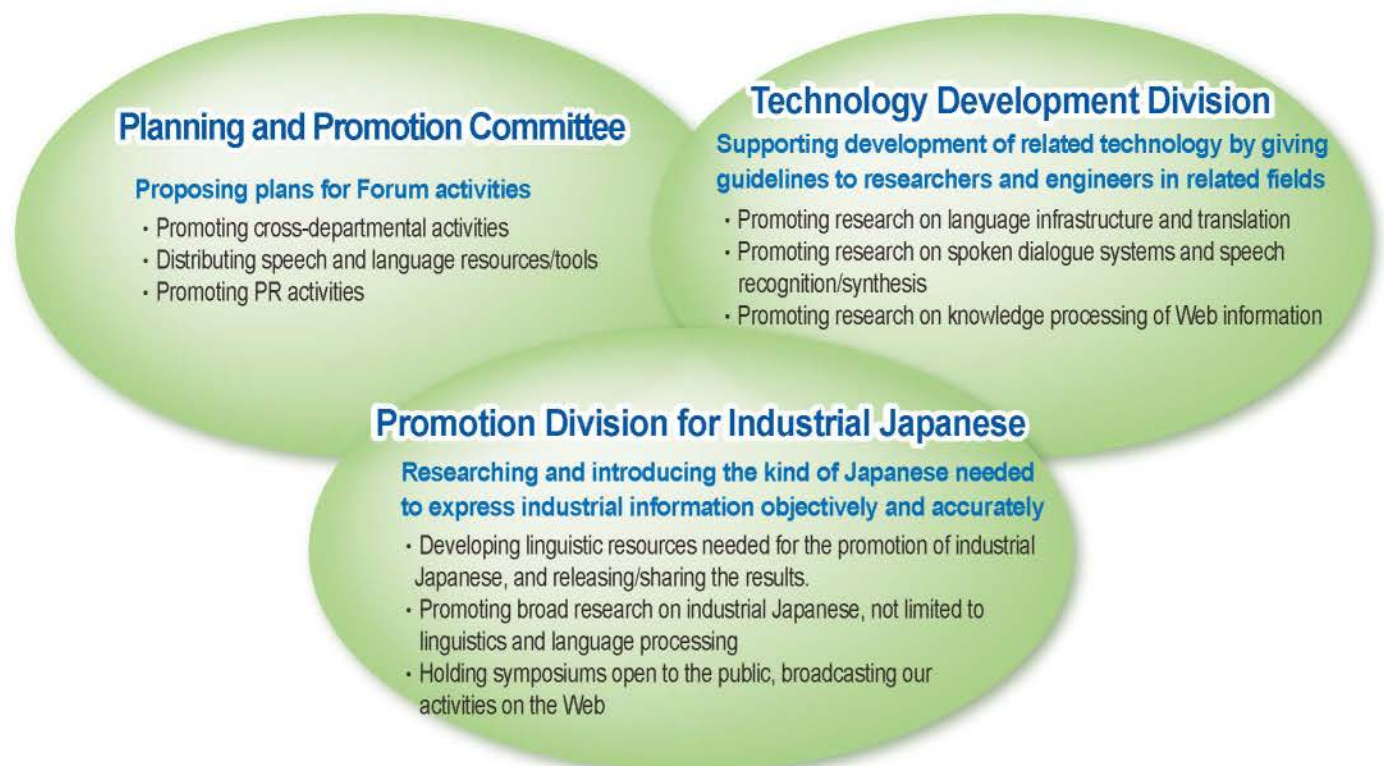 Planning and Promotion Committee
Proposing plans for Forum activities
・Promoting cross-departmental activities
・Distributing speech and language resources/tools
・Promoting PR activities
Technology Development Division
Supporting development of related technology by giving
guidelines to researchers and engineers in related fields
・Promoting research on language infrastructure and translation
・Promoting research on spoken dialogue systems and speech
recognition/synthesis
・Promoting research on knowledge processing of Web information
Promotion Division for Industrial Japanese
Researching and introducing the kind of Japanese needed
to express industrial information objectively and accurately
・Developing linguistic resources needed for the promotion of industrial
Japanese, and releasing/sharing the results.
・Promoting broad research on industrial Japanese, not limited to
linguistics and language processing
・Holding symposiums open to the public, broadcasting our
activities on the Web